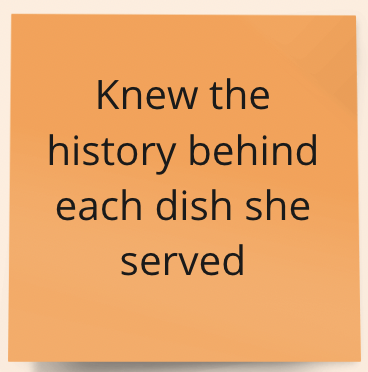 Knew the
history behind
each dish she
served